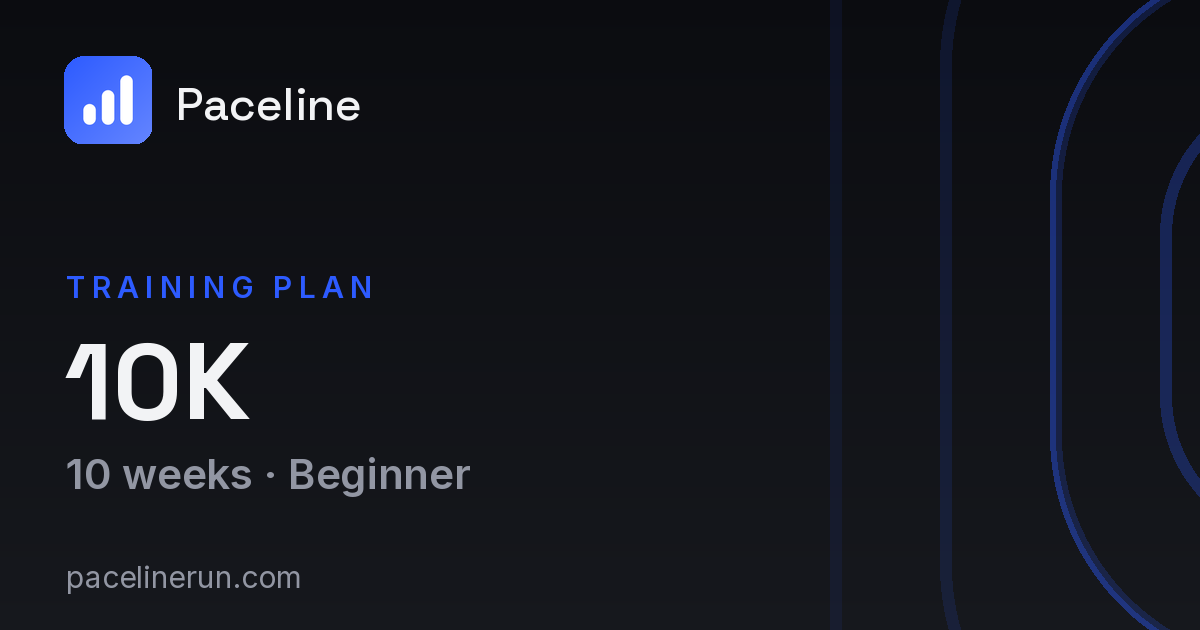 Paceline
TRAINING PLAN
10K
10 weeks · Beginner
pacelinerun.com